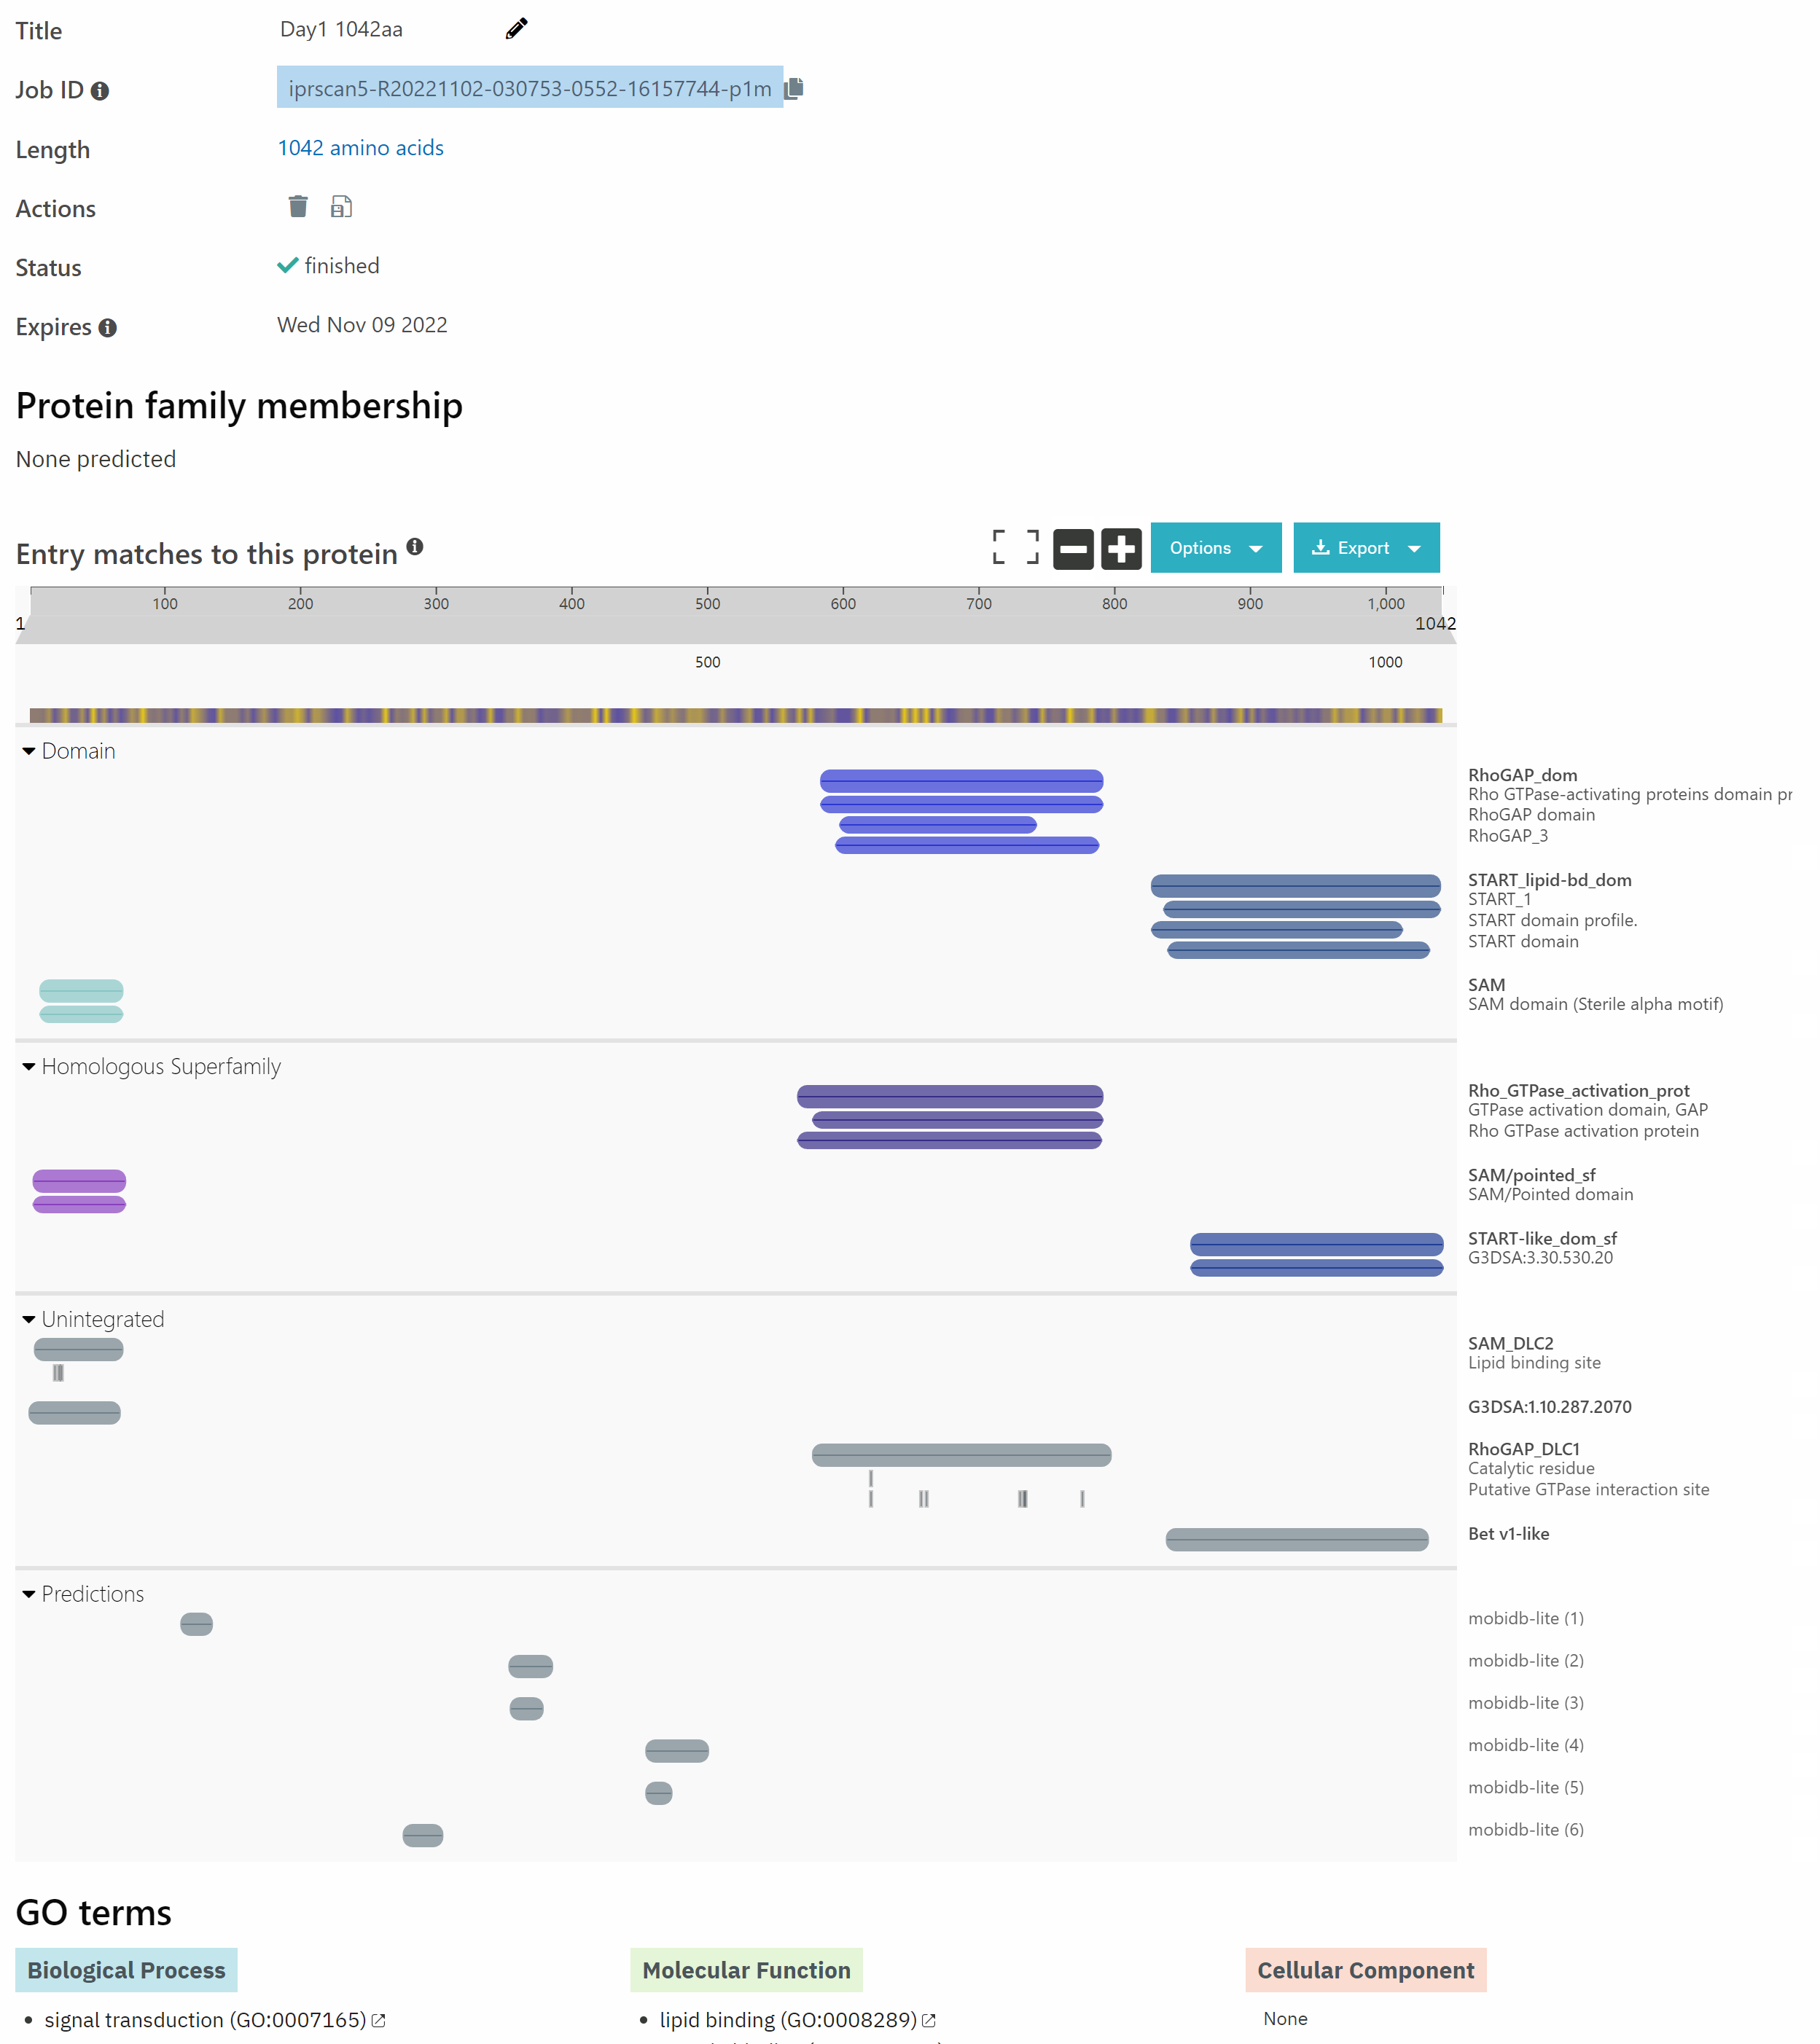 Title Day1 1042aa
Job ID iprscan5-R20221102-030753-0552-16157744-p1m
Length 1042 amino acids
Actions
Status finished
Expires Wed Nov 09 2022
Protein family membership
None predicted
Entry matches to this protein
Options Export
100 200 300 400 500 600 700 800 900 1,000
1 1042
500 1000
Domain
RhoGAP_dom
Rho GTPase-activating proteins domain pr
RhoGAP domain
RhoGAP_3
START_lipid-bd_dom
START_1
START domain profile.
START domain
SAM
SAM domain (Sterile alpha motif)
Homologous Superfamily
Rho_GTPase_activation_prot
GTPase activation domain, GAP
Rho GTPase activation protein
SAM/pointed_sf
SAM/Pointed domain
START-like_dom_sf
G3DSA:3.30.530.20
Unintegrated
SAM_DLC2
Lipid binding site
G3DSA:1.10.287.2070
RhoGAP_DLC1
Catalytic residue
Putative GTPase interaction site
Bet v1-like
Predictions
mobidb-lite (1)
mobidb-lite (2)
mobidb-lite (3)
mobidb-lite (4)
mobidb-lite (5)
mobidb-lite (6)
GO terms
Biological Process Molecular Function Cellular Component
• signal transduction (GO:0007165) • lipid binding (GO:0008289) None